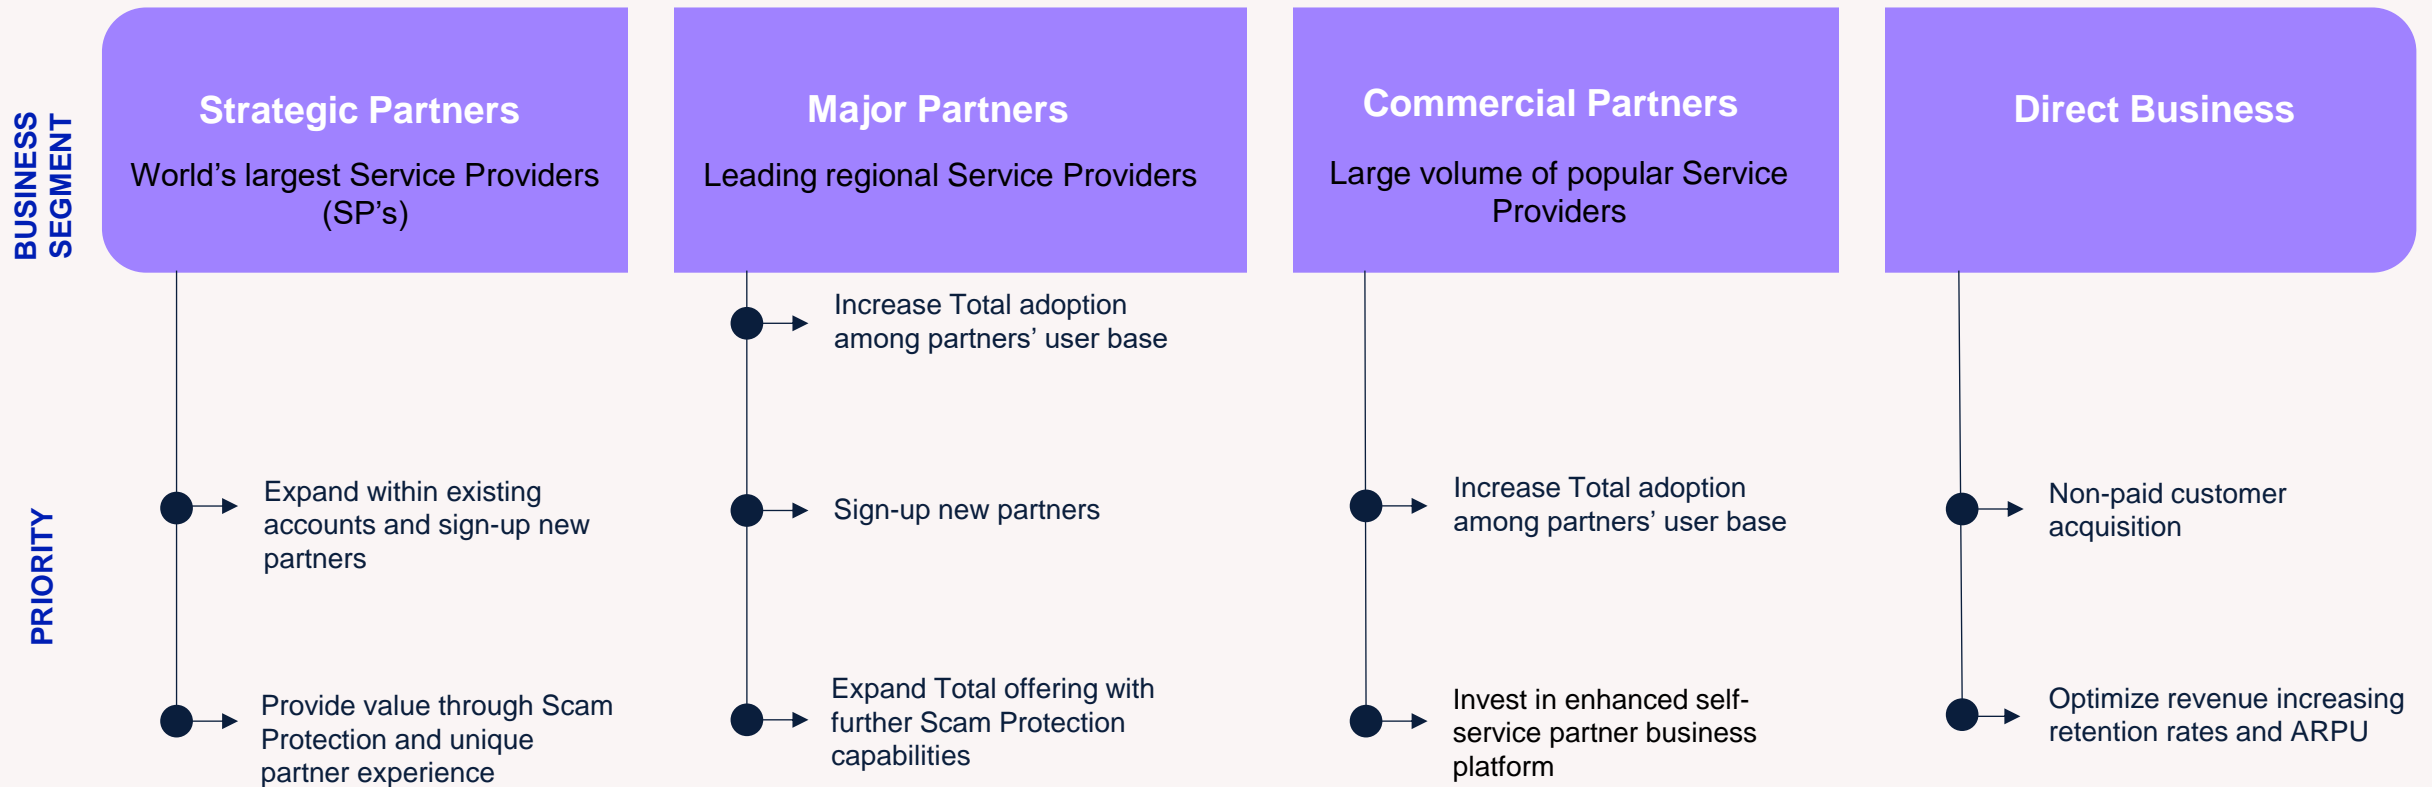 BUSINESS
SEGMENT
Strategic Partners
World’s largest Service Providers
(SP’s)
Major Partners
Leading regional Service Providers
Commercial Partners
Large volume of popular Service
Providers
Direct Business
PRIORITY
Expand within existing
accounts and sign-up new
partners
Provide value through Scam
Protection and unique
partner experience
Increase Total adoption
among partners’ user base
Sign-up new partners
Expand Total offering with
further Scam Protection
capabilities
Increase Total adoption
among partners’ user base
Invest in enhanced self-
service partner business
platform
Non-paid customer
acquisition
Optimize revenue increasing
retention rates and ARPU